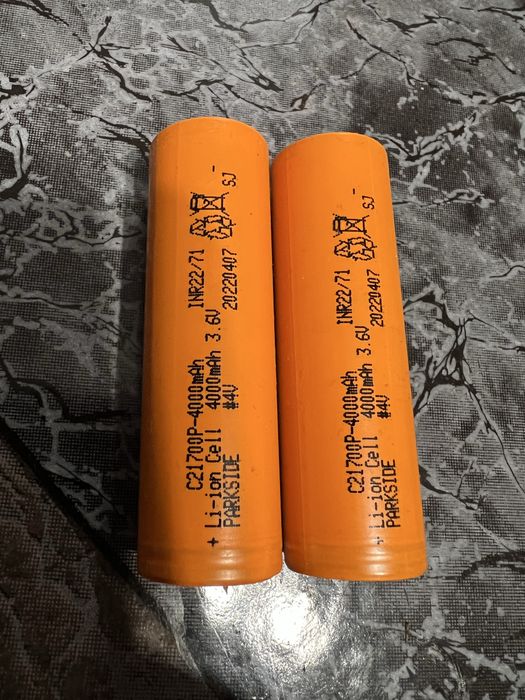 C21700P-4000mAh INR22/71
+ Li-ion Cell 4000mAh 3.6V
PARKSIDE #4V 20220407 SJ -
C21700P-4000mAh INR22/71
+ Li-ion Cell 4000mAh 3.6V
PARKSIDE #4V 20220407 SJ -